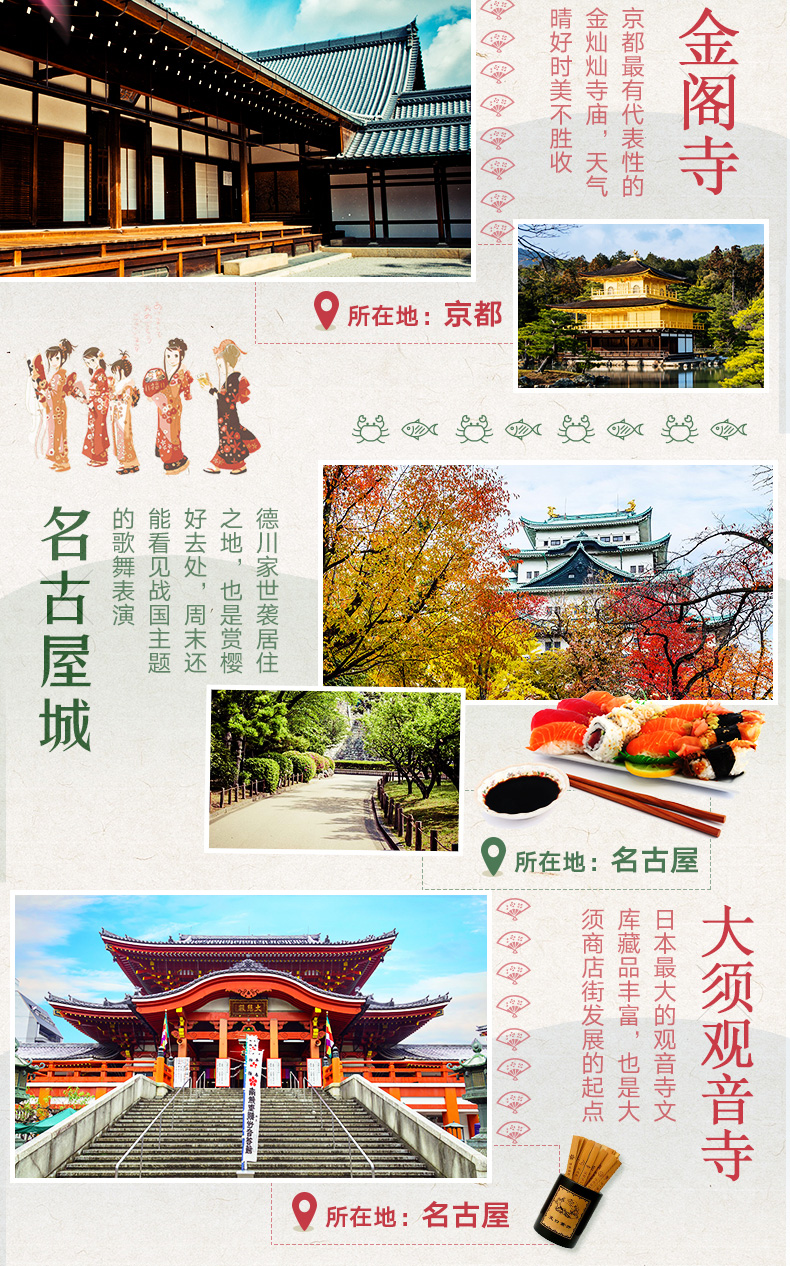 金阁寺
京都最有代表性的
金灿灿寺庙，天气
晴好时美不胜收
所在地：京都
名古屋城
德川家世袭居住
之地，也是赏樱
好去处，周末还
能看见战国主题
的歌舞表演
所在地：名古屋
大须观音寺
日本最大的观音寺文
库藏品丰富，也是大
须商店街发展的起点
所在地：名古屋